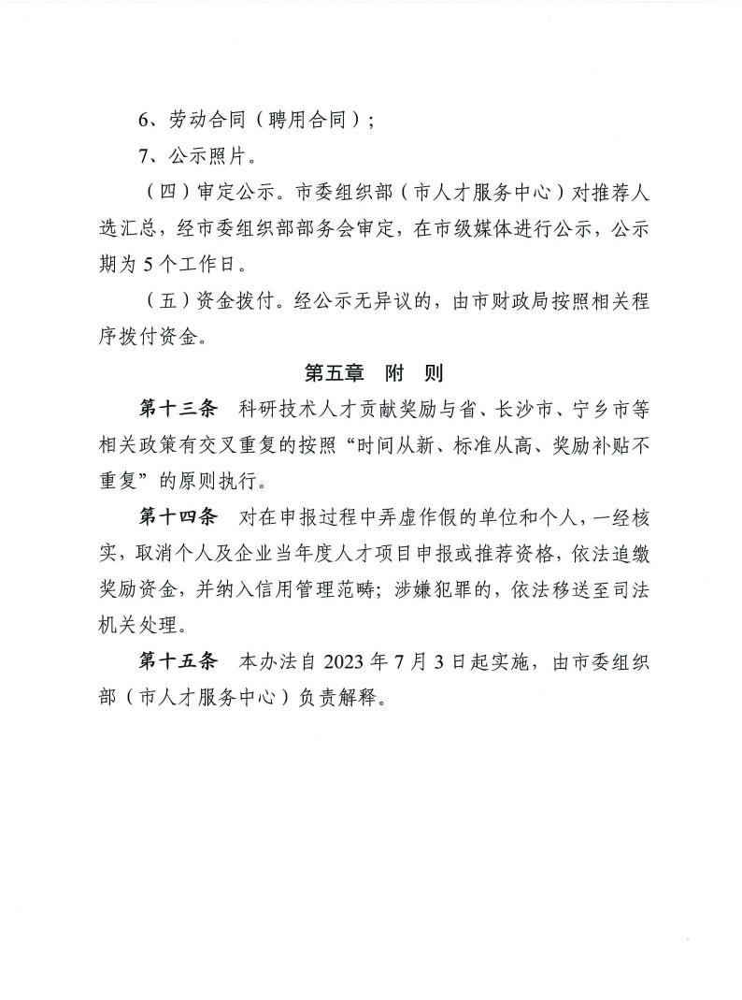 6、劳动合同（聘用合同）；
7、公示照片。
（四）审定公示。市委组织部（市人才服务中心）对推荐人
选汇总，经市委组织部部务会审定，在市级媒体进行公示，公示
期为 5 个工作日。
（五）资金拨付。经公示无异议的，由市财政局按照相关程
序拨付资金。
第五章 附 则
第十三条 科研技术人才贡献奖励与省、长沙市、宁乡市等
相关政策有交叉重复的按照“时间从新、标准从高、奖励补贴不
重复”的原则执行。
第十四条 对在申报过程中弄虚作假的单位和个人，一经核
实，取消个人及企业当年度人才项目申报或推荐资格，依法追缴
奖励资金，并纳入信用管理范畴；涉嫌犯罪的，依法移送至司法
机关处理。
第十五条 本办法自 2023 年 7 月 3 日起实施，由市委组织
部（市人才服务中心）负责解释。